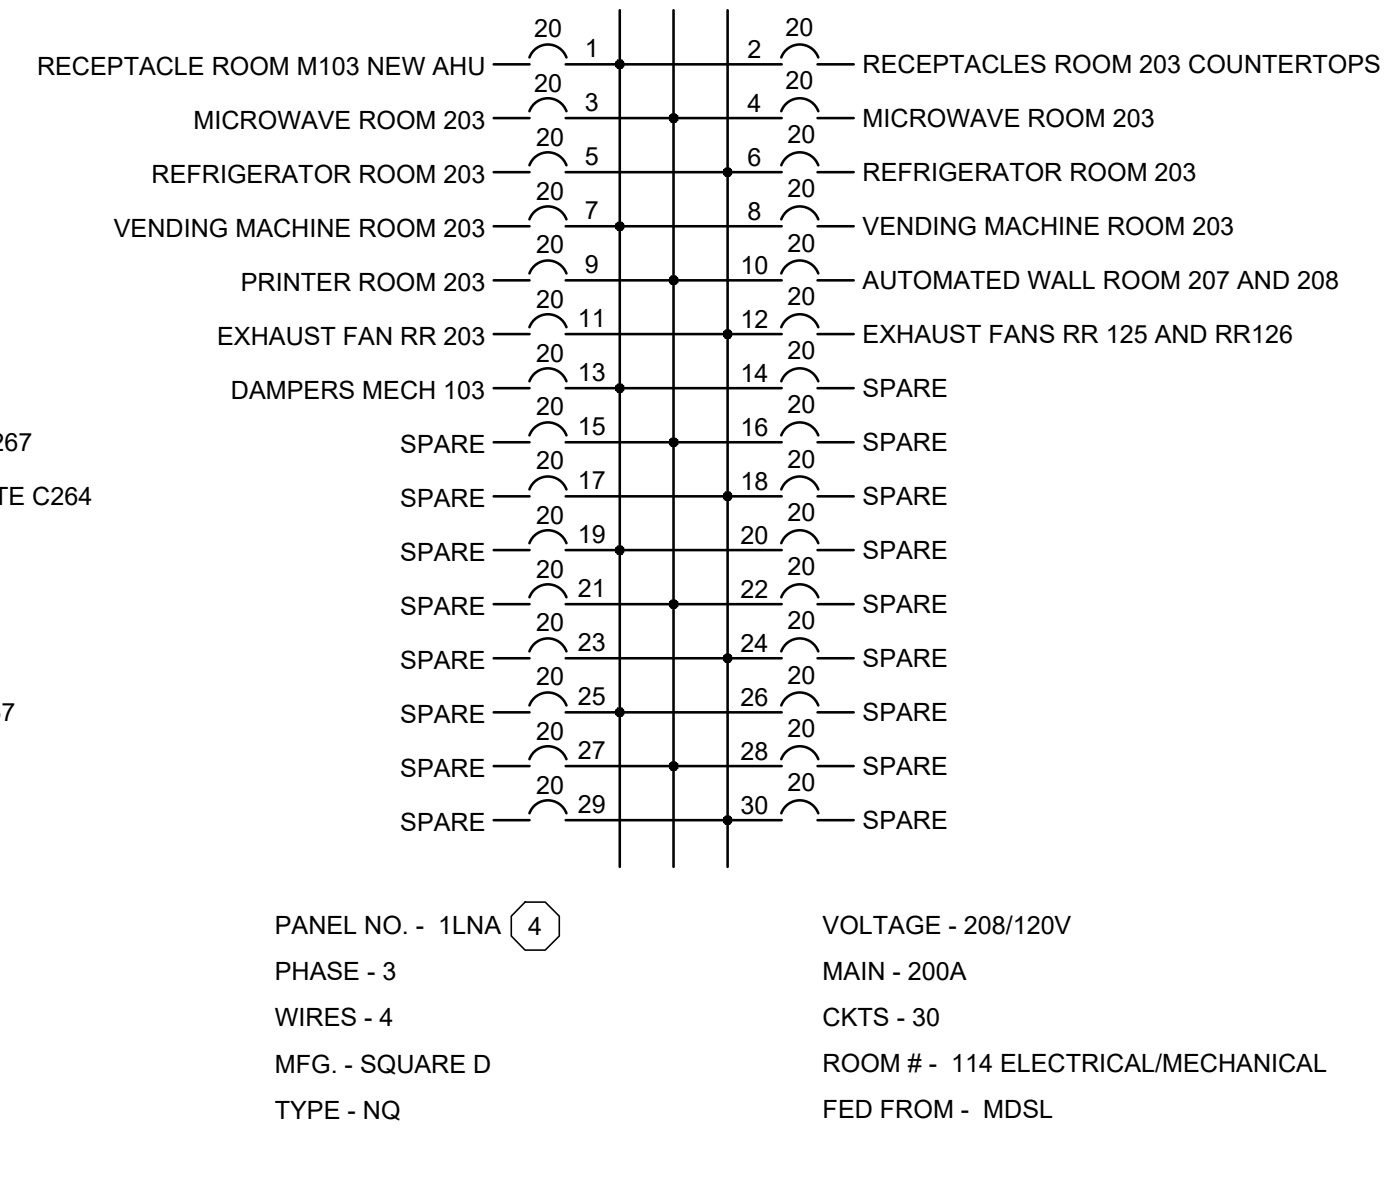 20 20
RECEPTACLE ROOM M103 NEW AHU 1 2 RECEPTACLES ROOM 203 COUNTERTOPS
20 20
MICROWAVE ROOM 203 3 4 MICROWAVE ROOM 203
20 20
REFRIGERATOR ROOM 203 5 6 REFRIGERATOR ROOM 203
20 20
VENDING MACHINE ROOM 203 7 8 VENDING MACHINE ROOM 203
20 20
PRINTER ROOM 203 9 10 AUTOMATED WALL ROOM 207 AND 208
20 20
EXHAUST FAN RR 203 11 12 EXHAUST FANS RR 125 AND RR126
20 20
DAMPERS MECH 103 13 14 SPARE
20 20
267 SPARE 15 16 SPARE
20 20
TE C264 SPARE 17 18 SPARE
20 20
SPARE 19 20 SPARE
20 20
SPARE 21 22 SPARE
20 20
SPARE 23 24 SPARE
20 20
7 SPARE 25 26 SPARE
20 20
SPARE 27 28 SPARE
20 20
SPARE 29 30 SPARE
PANEL NO. - 1LNA 4 VOLTAGE - 208/120V
PHASE - 3 MAIN - 200A
WIRES - 4 CKTS - 30
MFG. - SQUARE D ROOM # - 114 ELECTRICAL/MECHANICAL
TYPE - NQ FED FROM - MDSL